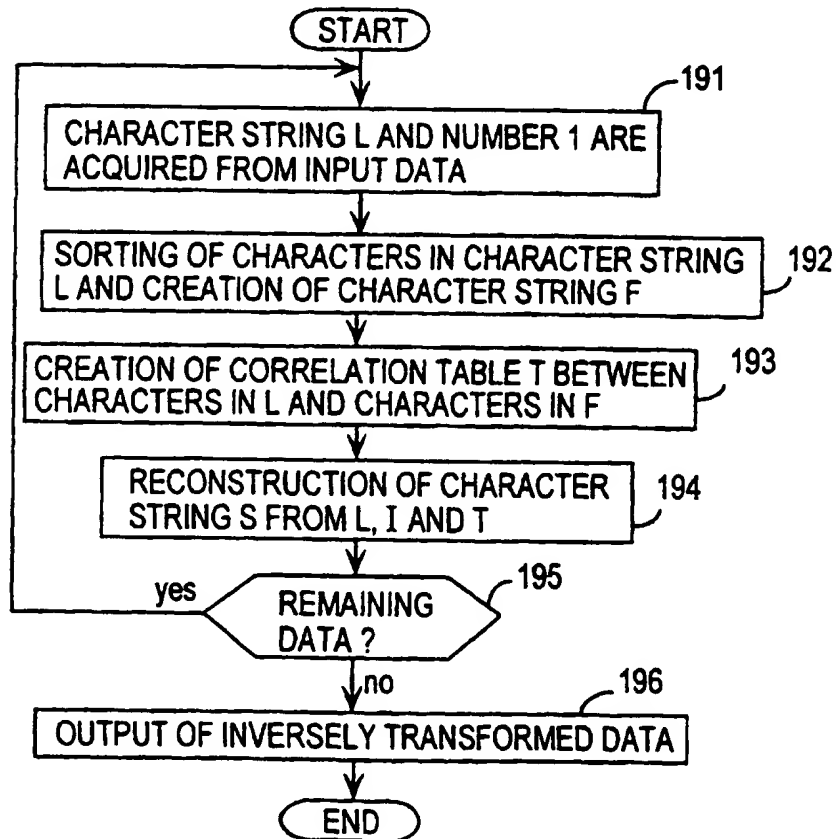 START
191
CHARACTER STRING L AND NUMBER 1 ARE
ACQUIRED FROM INPUT DATA
SORTING OF CHARACTERS IN CHARACTER STRING
L AND CREATION OF CHARACTER STRING F
192
CREATION OF CORRELATION TABLE T BETWEEN
CHARACTERS IN L AND CHARACTERS IN F
193
RECONSTRUCTION OF CHARACTER
STRING S FROM L, I AND T
194
195
yes
REMAINING
DATA ?
no
196
OUTPUT OF INVERSELY TRANSFORMED DATA
END